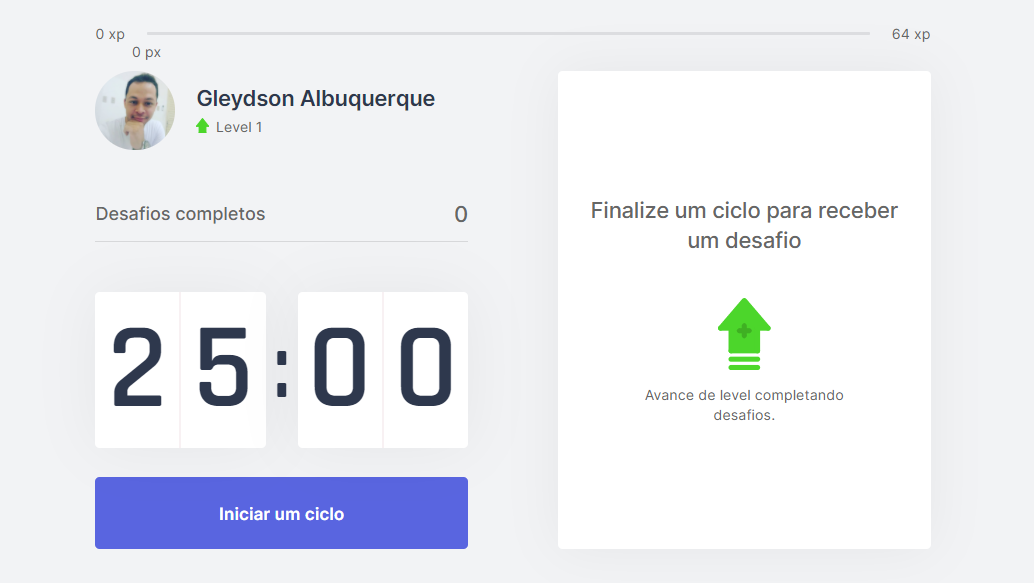 0 xp
64 xp
0 px
Gleydson Albuquerque
Level 1
Desafios completos
0
25:00
Iniciar um ciclo
Finalize um ciclo para receber
um desafio
Avance de level completando
desafios.